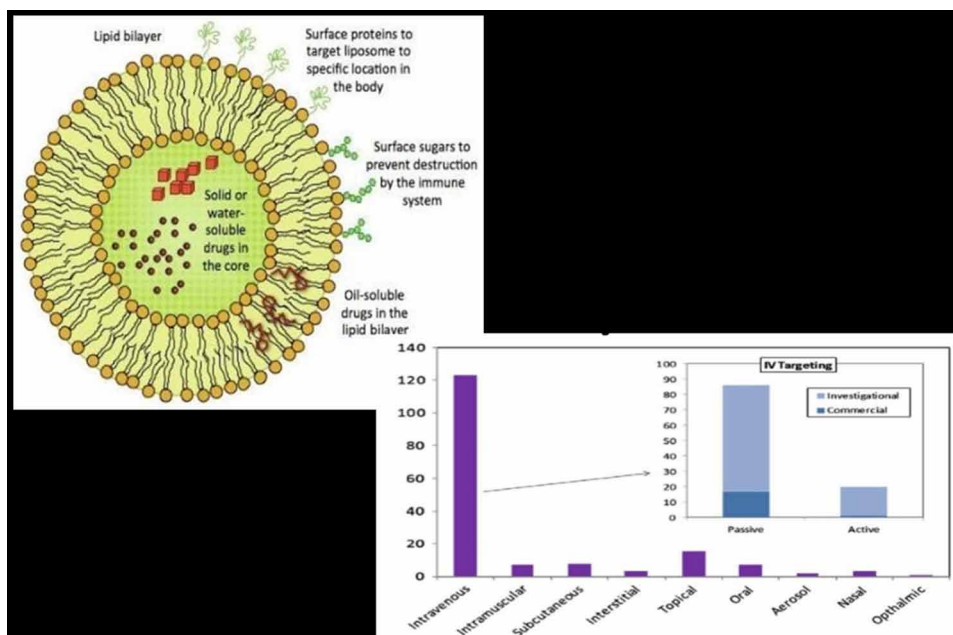 Lipid bilayer
Surface proteins to
target liposome to
specific location in
the body
Surface sugars to
prevent destruction
by the immune
system
Solid or
water-
soluble
drugs in
the core
Oil-soluble
drugs in the
lipid bilaver
140
120
100
80
60
40
20
0
Intravenous
Intramuscular
Subcutaneous
Interstitial
Topical
Oral
Aerosol
Nasal
Opthalmic
IV Targeting
100
90
80
70
60
50
40
30
20
10
0
Investigational
Commercial
Passive
Active